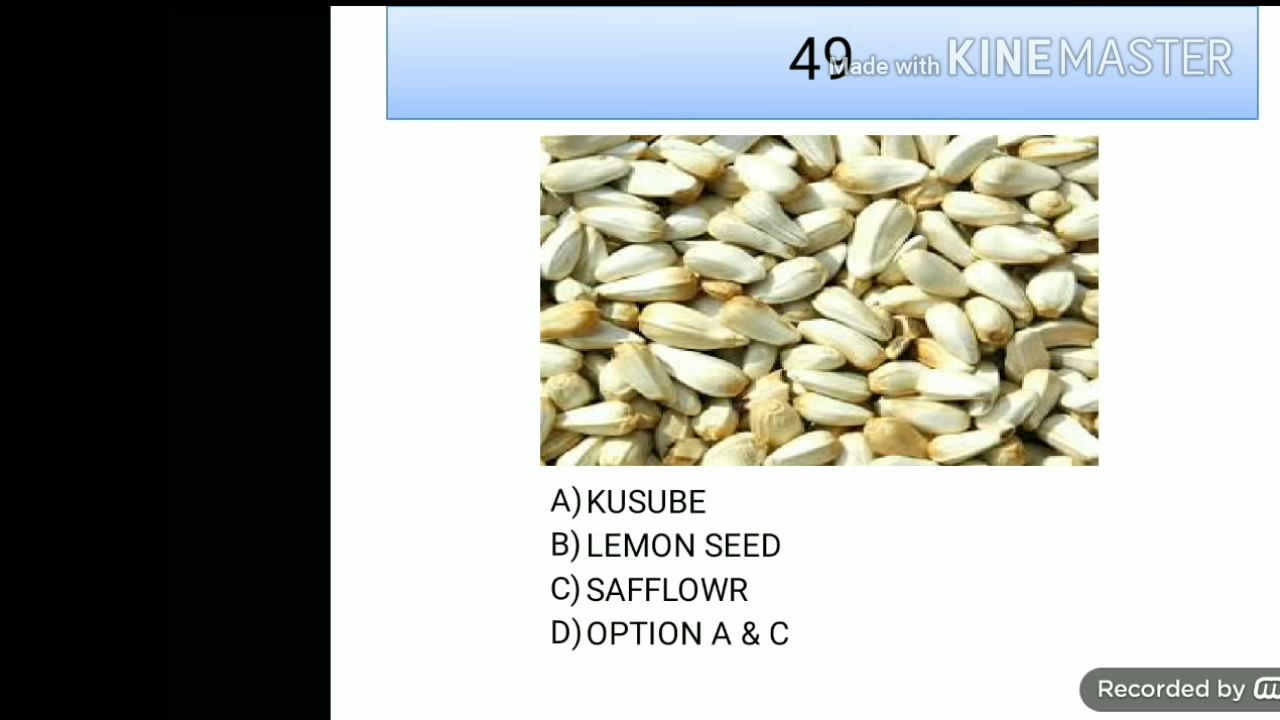 49
Made with KINEMASTER
A) KUSUBE
B) LEMON SEED
C) SAFFLOWR
D) OPTION A & C
Recorded by